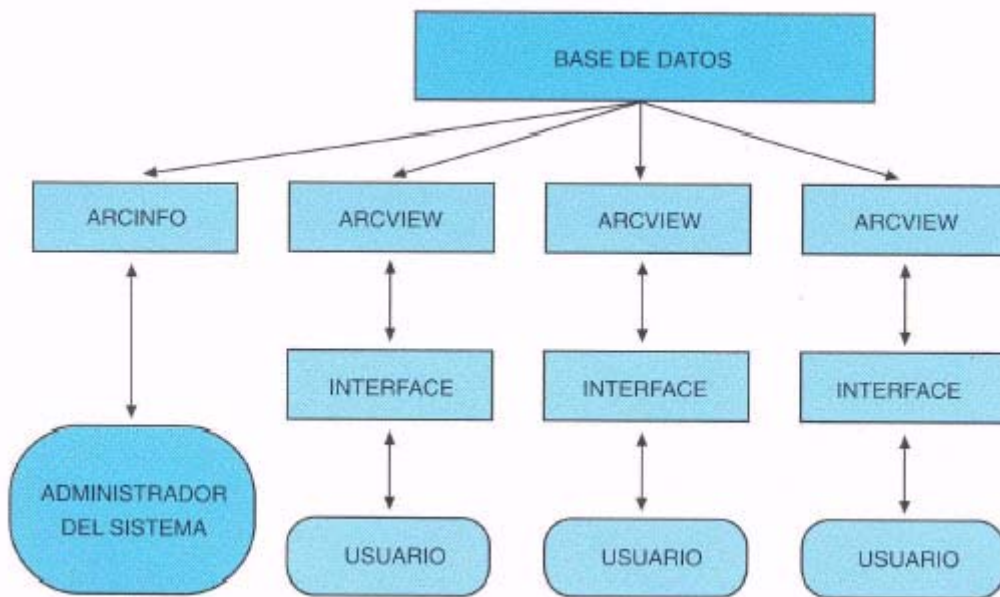 BASE DE DATOS
ARCINFO
ARCVIEW
ARCVIEW
ARCVIEW
INTERFACE
INTERFACE
INTERFACE
ADMINISTRADOR
DEL SISTEMA
USUARIO
USUARIO
USUARIO